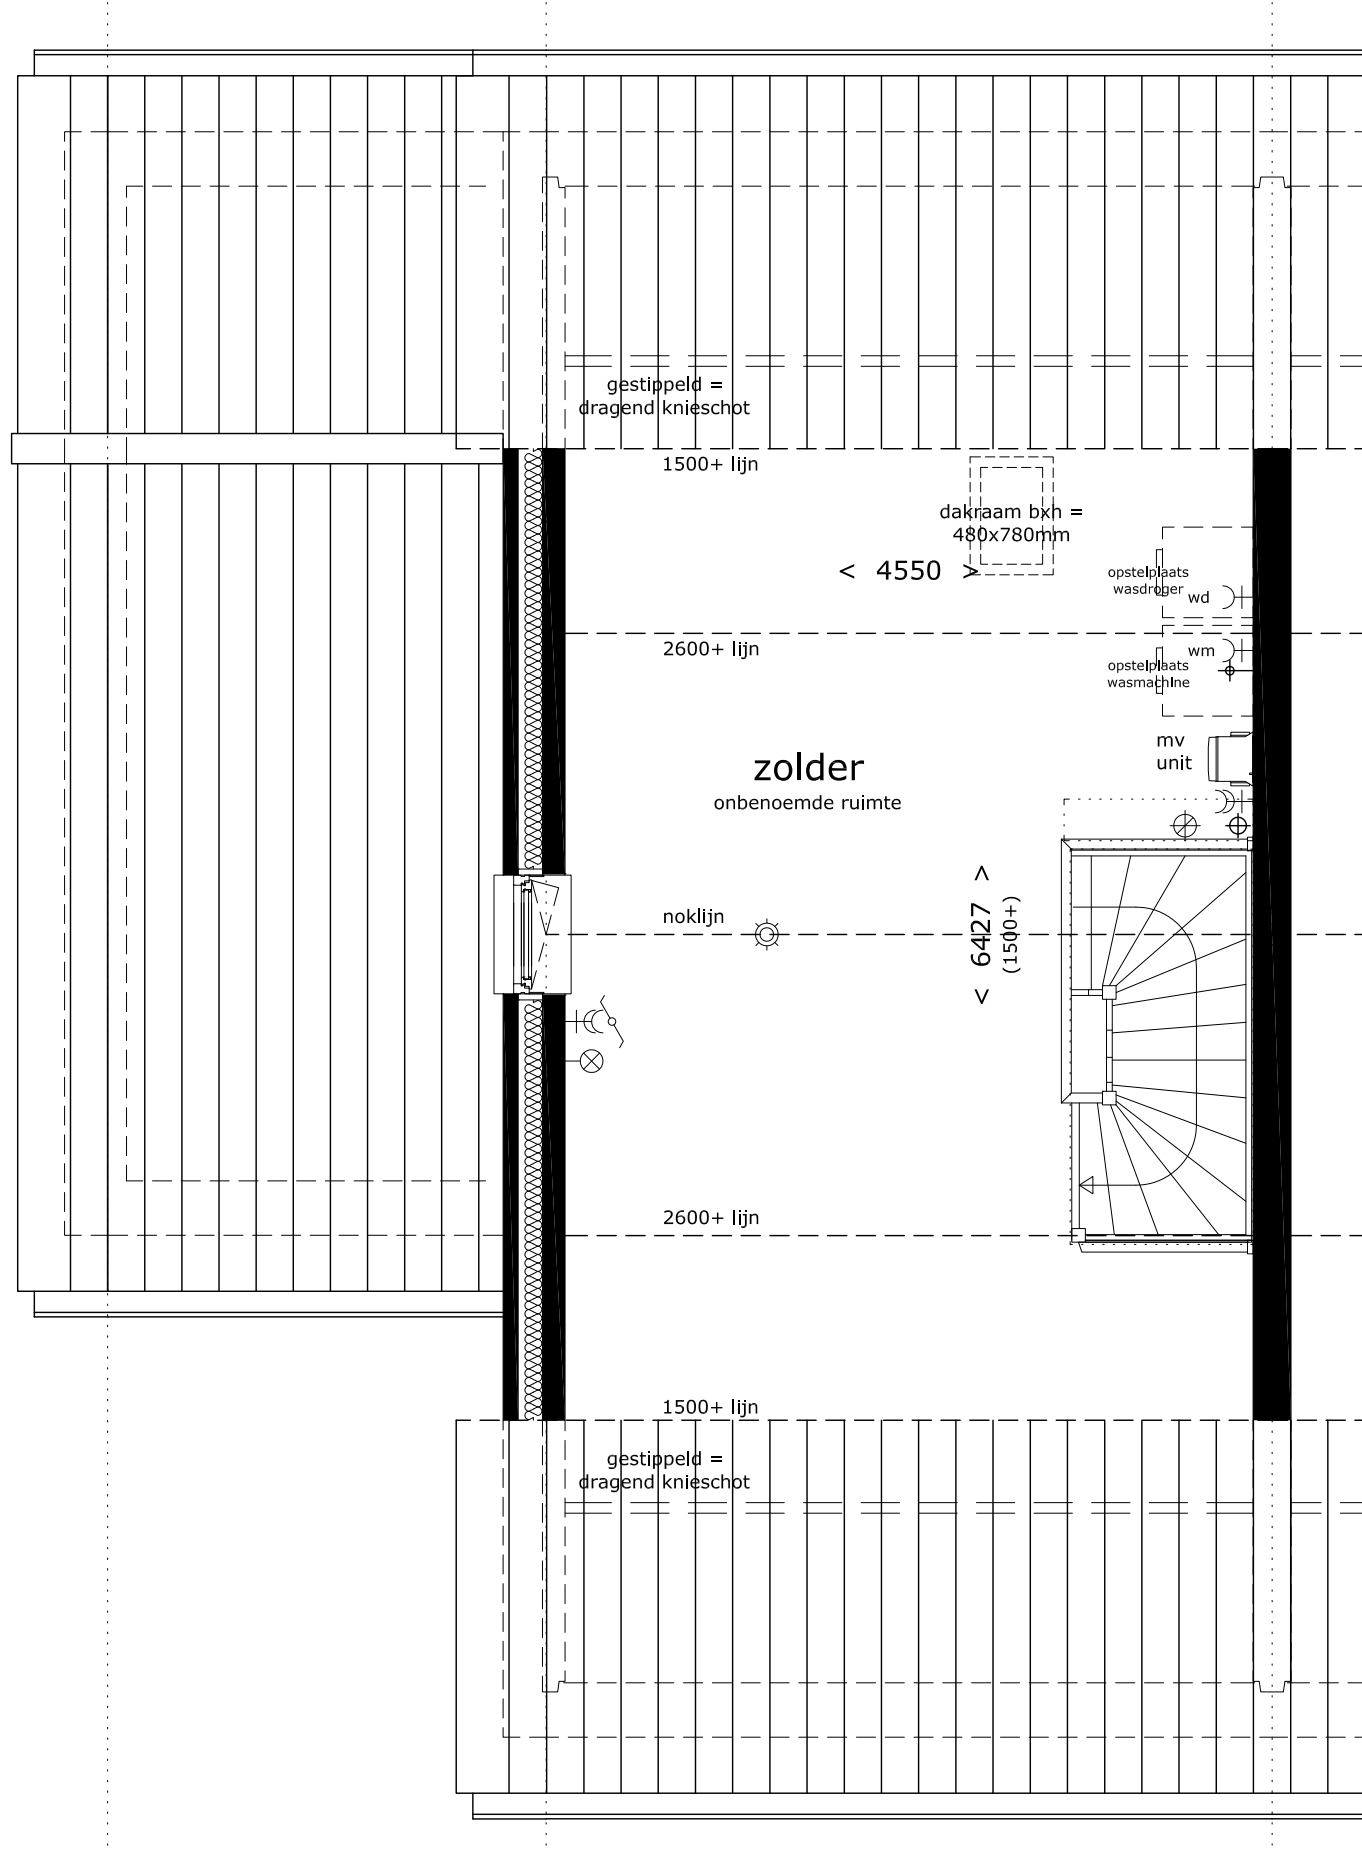 gestippeld =
dragend knieschot
1500+ lijn
dakraam bxh =
480x780mm
< 4550 >
opstelplaats
wasdroger
wd
2600+ lijn
wm
opstelplaats
wasmachine
mv
unit
zolder
onbenoemde ruimte
noklijn
< 6427 >
(1500+)
2600+ lijn
1500+ lijn
gestippeld =
dragend knieschot